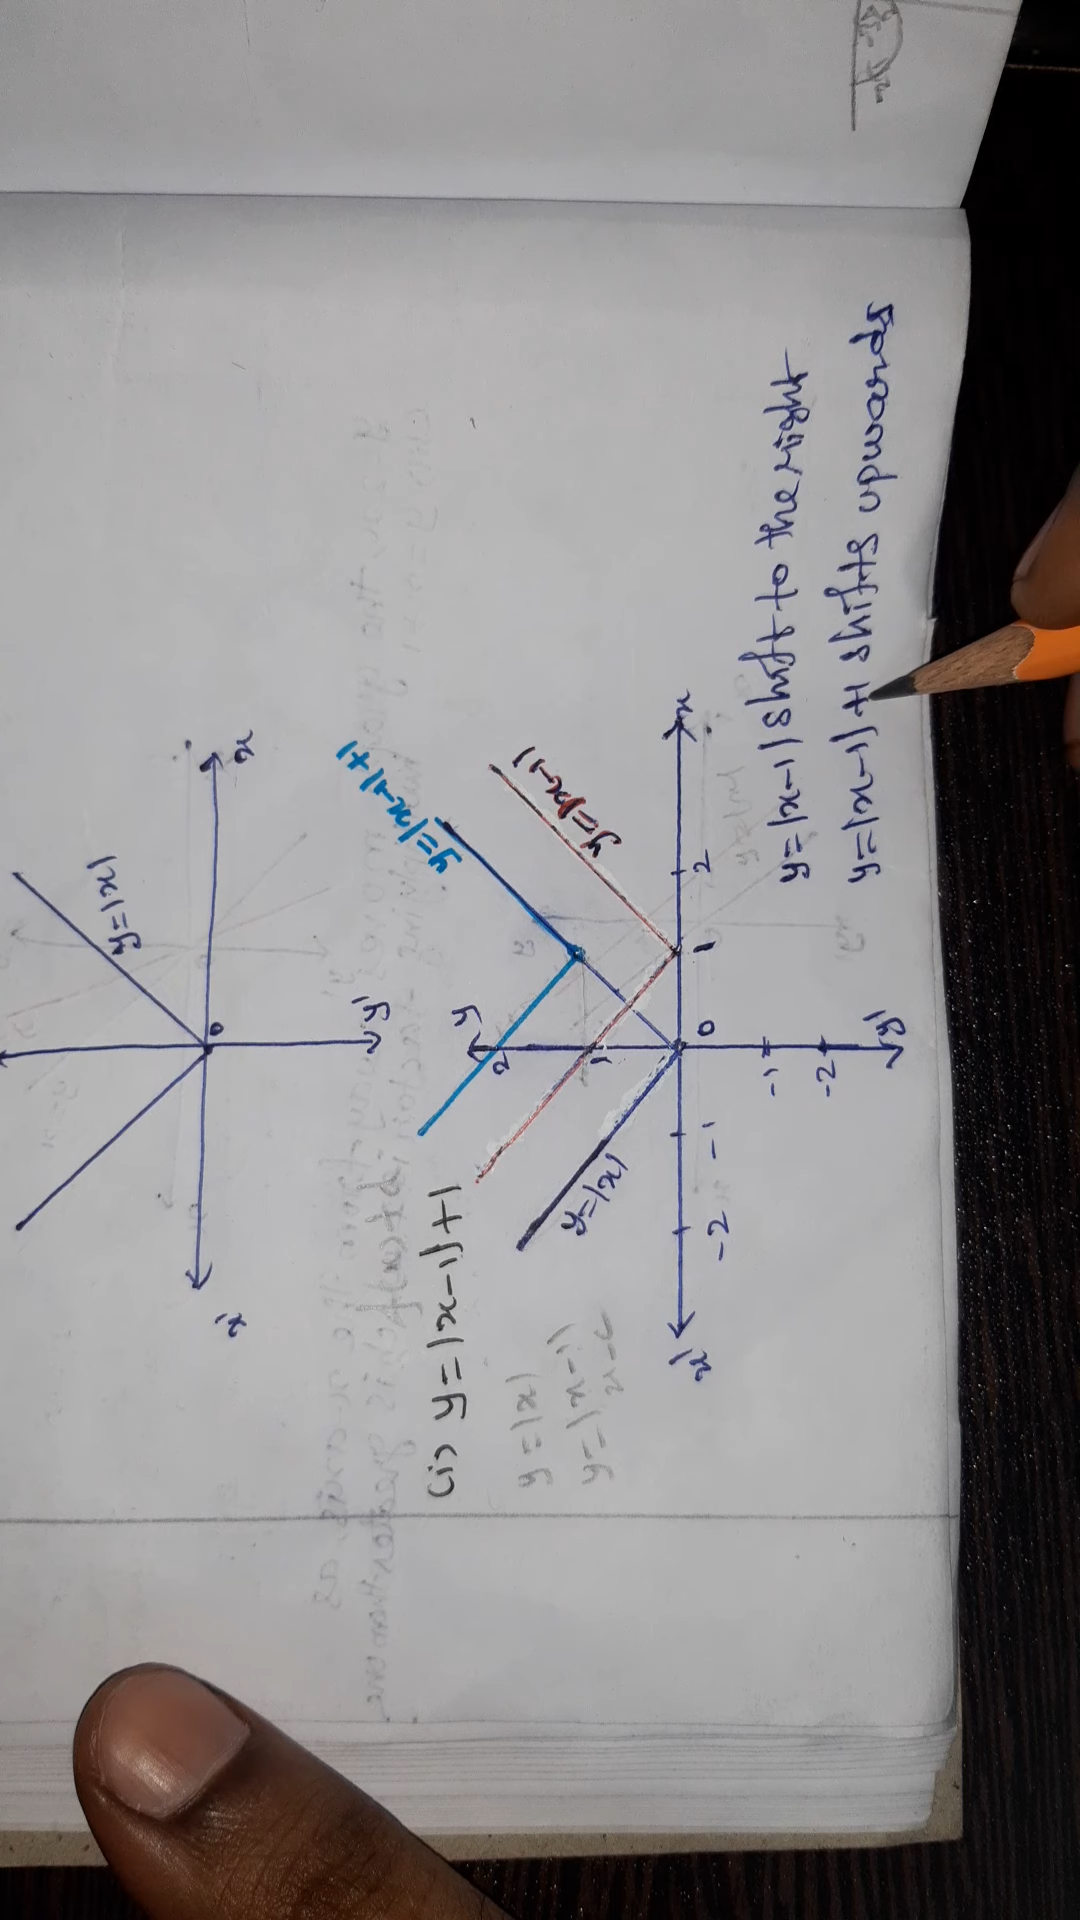 y=|x|
x'
0
x
y'
(i) y=|x-1|+1
y=|x|
y=|x-1|
x-c
y
y=|x-1|+1
2
y=|x-1|
1
y=|x|
x'
-2
-1
0
1
2
x
-1
-2
y'
y=|x-1| shift to the right
y=|x-1|+1 shifts upwards